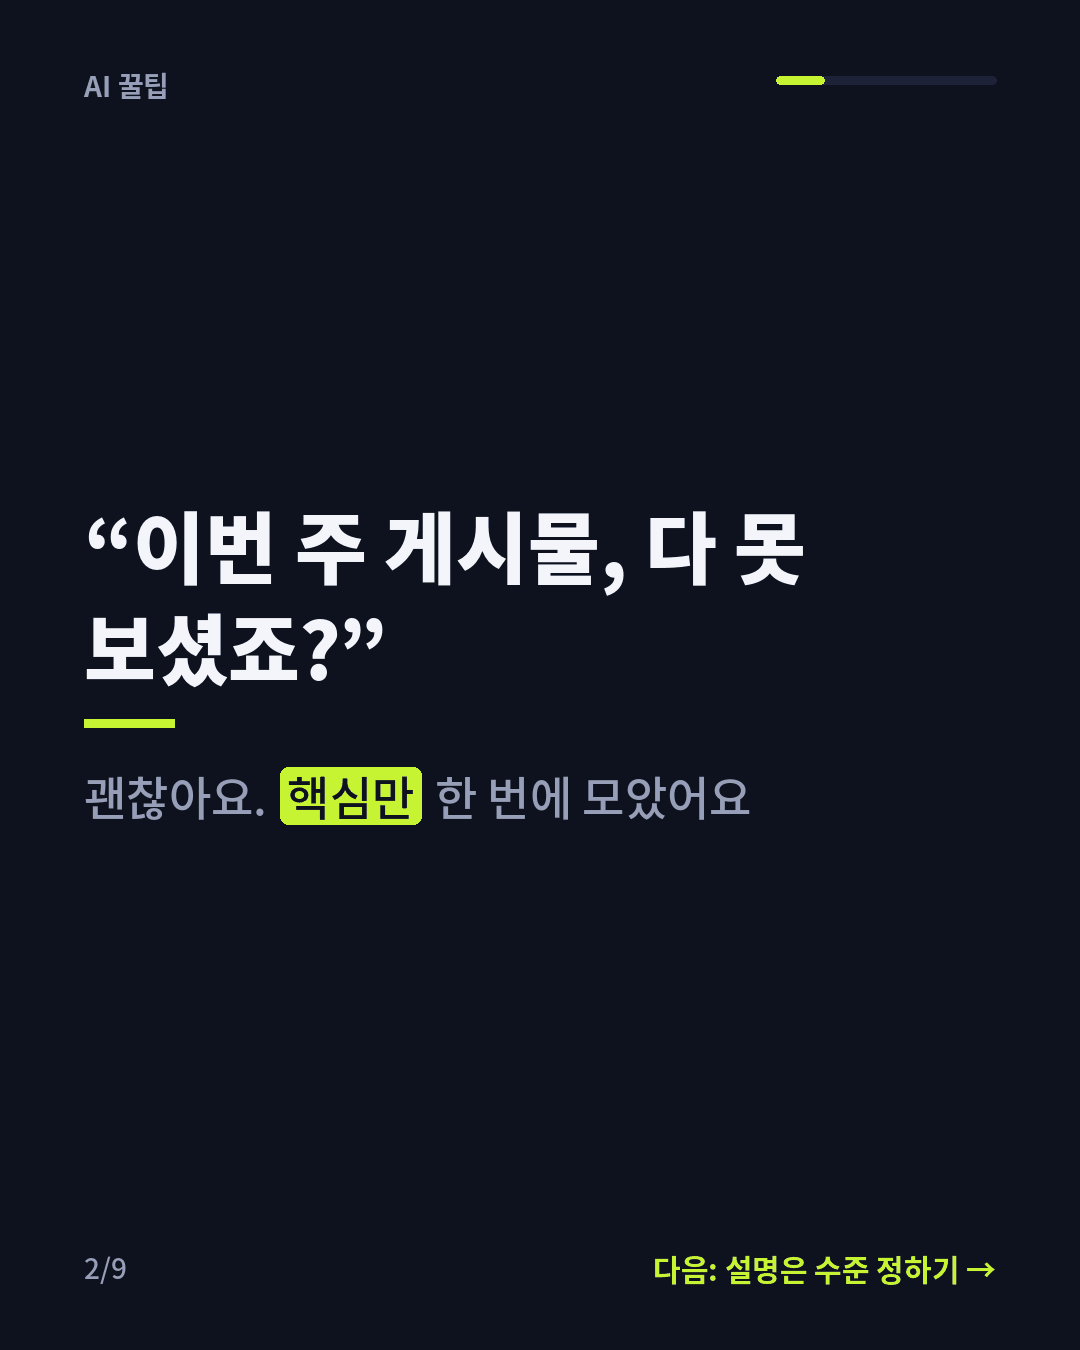 AI 꿀팁
“이번 주 게시물, 다 못
보셨죠?”
괜찮아요. 핵심만 한 번에 모았어요
2/9
다음: 설명은 수준 정하기 →